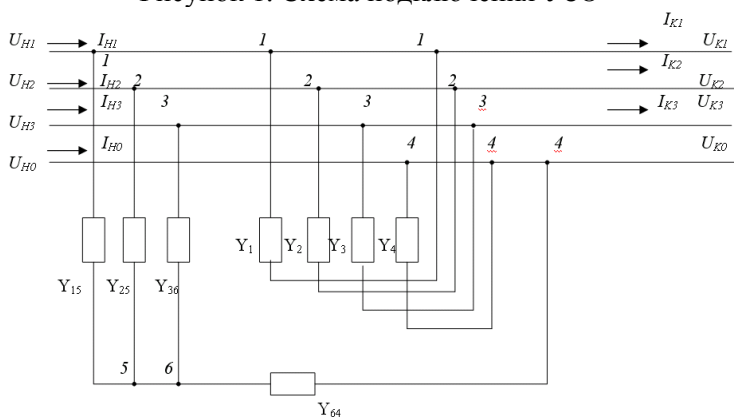 Рисунок 1. Схема подключения
I_K1
U_H1 I_H1 1 1 U_K1
1 I_K2
U_H2 I_H2 2 2 2 U_K2
I_H3 3 3 3 I_K3 U_K3
U_H3
I_H0 4 4 4 U_K0
U_H0
Y_1 Y_2 Y_3 Y_4
Y_15 Y_25 Y_36
5 6
Y_64